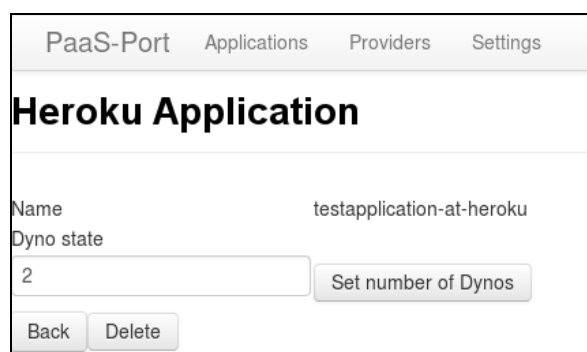 PaaS-Port Applications Providers Settings
Heroku Application
Name testapplication-at-heroku
Dyno state
2 Set number of Dynos
Back Delete